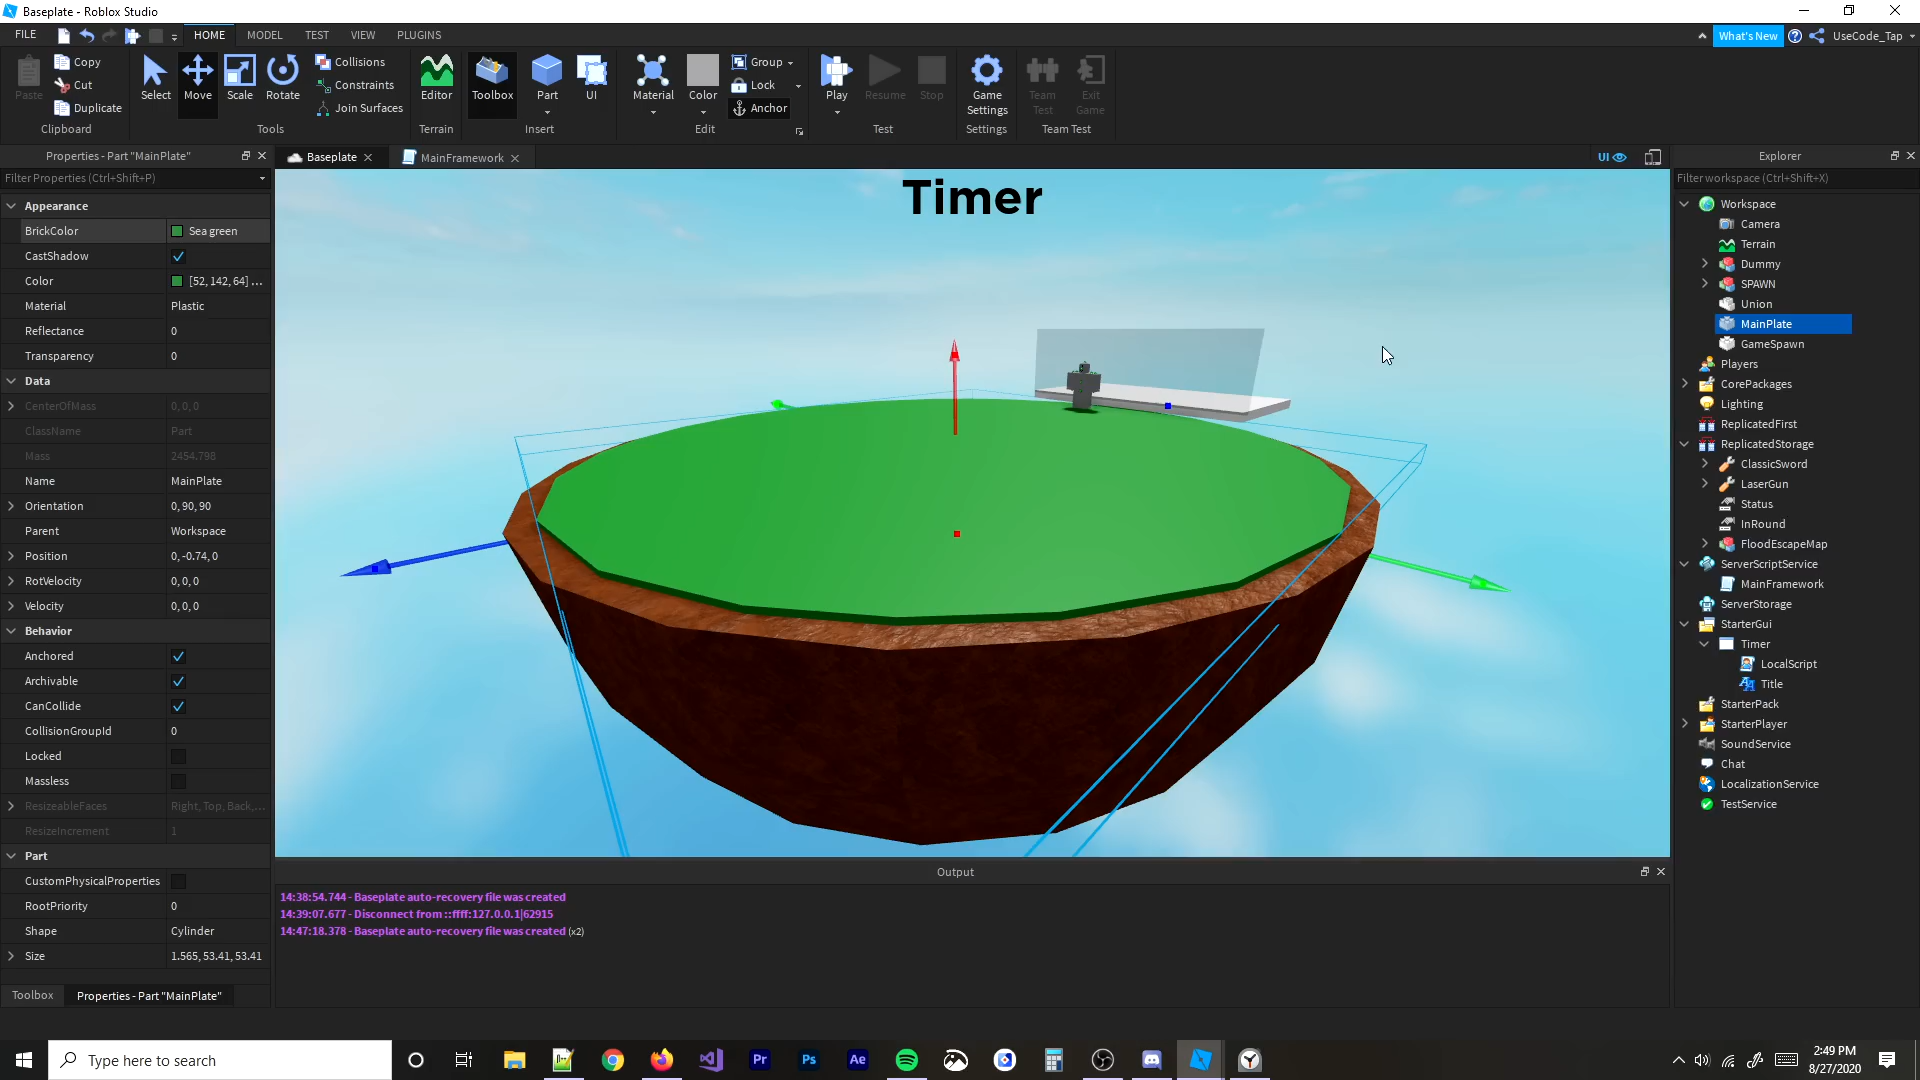 Baseplate - Roblox Studio
FILE
HOME
MODEL
TEST
VIEW
PLUGINS
What's New
UseCode_Tap
Paste
Copy
Cut
Duplicate
Clipboard
Select
Move
Scale
Rotate
Collisions
Constraints
Join Surfaces
Tools
Editor
Terrain
Toolbox
Part
UI
Insert
Material
Color
Group
Lock
Anchor
Edit
Play
Resume
Stop
Test
Game
Settings
Settings
Team
Test
Exit
Game
Team Test
Properties - Part "MainPlate"
Filter Properties (Ctrl+Shift+P)
Appearance
BrickColor Sea green
CastShadow
Color [52, 142, 64] ...
Material Plastic
Reflectance 0
Transparency 0
Data
CenterOfMass 0, 0, 0
ClassName Part
Mass 2454.798
Name MainPlate
Orientation 0, 90, 90
Parent Workspace
Position 0, -0.74, 0
RotVelocity 0, 0, 0
Velocity 0, 0, 0
Behavior
Anchored
Archivable
CanCollide
CollisionGroupId 0
Locked
Massless
ResizeableFaces Right, Top, Back,...
ResizeIncrement 1
Part
CustomPhysicalProperties
RootPriority 0
Shape Cylinder
Size 1.565, 53.41, 53.41
Toolbox
Properties - Part "MainPlate"
Baseplate
MainFramework
UI
Timer
Output
14:38:54.744 - Baseplate auto-recovery file was created
14:39:07.677 - Disconnect from ::ffff:127.0.0.1|62915
14:47:18.378 - Baseplate auto-recovery file was created (x2)
Explorer
Filter workspace (Ctrl+Shift+X)
Workspace
Camera
Terrain
Dummy
SPAWN
Union
MainPlate
GameSpawn
Players
CorePackages
Lighting
ReplicatedFirst
ReplicatedStorage
ClassicSword
LaserGun
Status
InRound
FloodEscapeMap
ServerScriptService
MainFramework
ServerStorage
StarterGui
Timer
LocalScript
Title
StarterPack
StarterPlayer
SoundService
Chat
LocalizationService
TestService
Type here to search
Pr
Ps
Ae
2:49 PM
8/27/2020